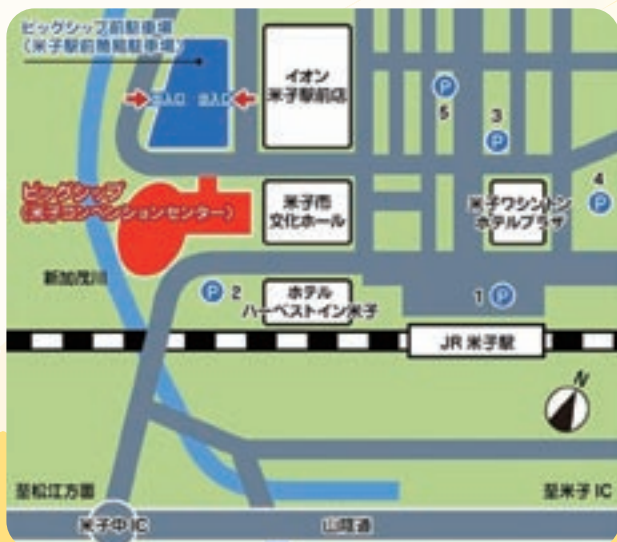 ビッグシップ前駐車場
(米子駅前簡易駐車場)
出入口
出入口
イオン
米子駅前店
P
5
3
P
4
P
ビッグシップ
(米子コンベンションセンター)
米子市
文化ホール
米子ワシントン
ホテルプラザ
新加茂川
P 2
ホテル
ハーベストイン米子
1 P
JR 米子駅
N
至松江方面
至米子 IC
米子中 IC
山陰道